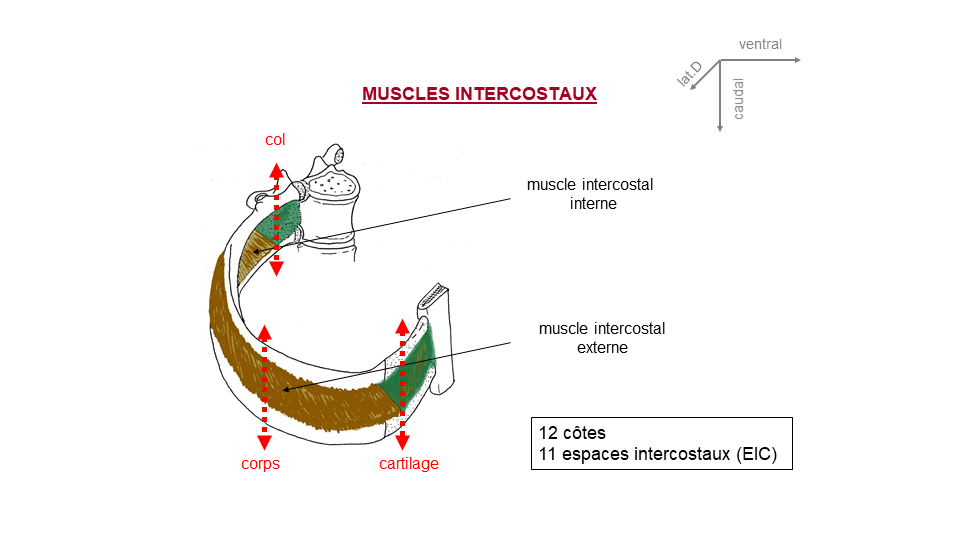 ventral
lat.D
caudal
MUSCLES INTERCOSTAUX
col
muscle intercostal
interne
muscle intercostal
externe
12 côtes
11 espaces intercostaux (EIC)
corps
cartilage